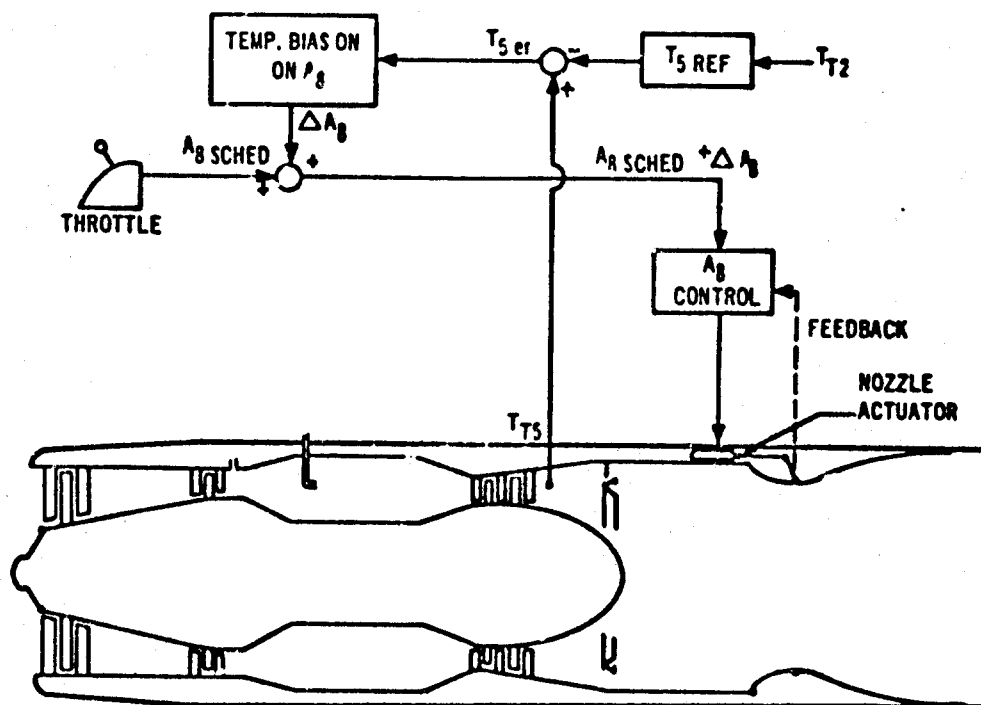 TEMP. BIAS ON
ON A8
T5 er
−
T5 REF
TT2
+
ΔA8
A8 SCHED
+
+
A8 SCHED + ΔA8
THROTTLE
A8
CONTROL
FEEDBACK
NOZZLE
ACTUATOR
TT5